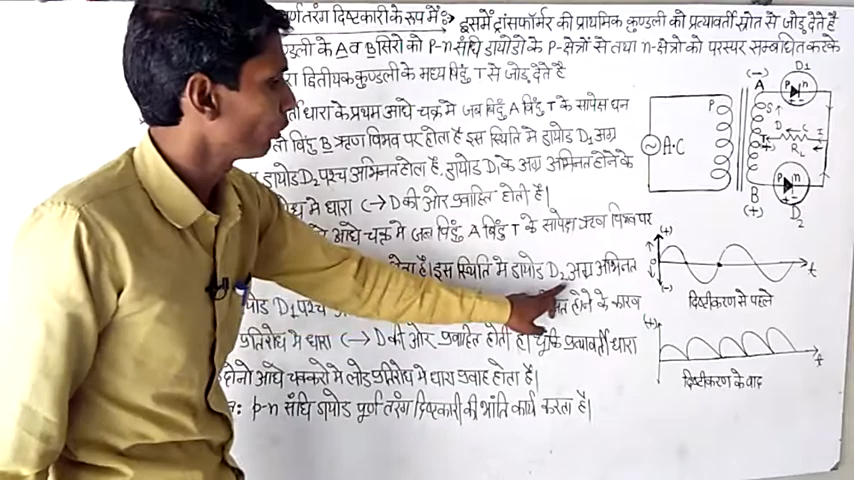 पूर्णतरंग दिष्टकारी के रूप में :→ इसमें ट्रांसफार्मर की प्राथमिक कुण्डली को प्रत्यावर्ती स्रोत से जोड़ देते है
के A व B सिरो को P-n संधि डायोडो के P-क्षेत्रो से तथा n-क्षेत्रो को परस्पर सम्बंधित करके
द्वितीयक कुण्डली के मध्य बिंदु T से जोड़ देते है
धारा के प्रथम आधे चक्र मे जब बिंदु A बिंदु T के सापेक्ष धन
तो बिंदु B ऋण विभव पर होता है इस स्थिति मे डायोड D1 अग्र
डायोड D2 पश्च अभिनत होता है, डायोड D1 के अग्र अभिनत होने के
मे धारा C→D की ओर प्रवाहित होती है।
आधे चक्र मे जब बिंदु A बिंदु T के सापेक्ष ऋण विभव पर
होता है। इस स्थिति मे डायोड D2 अग्र अभिनत
D1 पश्च
होने के कारण
प्रतिरोध मे धारा C→D की ओर प्रवाहित होती है। चूंकि प्रत्यावर्ती धारा
दोनो आधे चक्करो मे लोड प्रतिरोध मे धारा प्रवाह होता है।
p-n संधि डायोड पूर्ण तरंग दिष्टकारी की भांति कार्य करता है।
(-)
D1
A
P n
P
S
A·C
D
C
T
RL
B
(+)
P n
D2
(+)
0
(-)
t
दिष्टीकरण से पहले
(+)
t
दिष्टीकरण के बाद